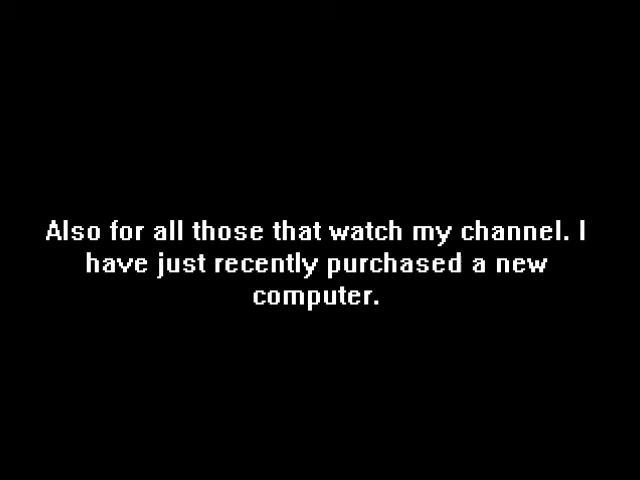 Also for all those that watch my channel. I
have just recently purchased a new
computer.